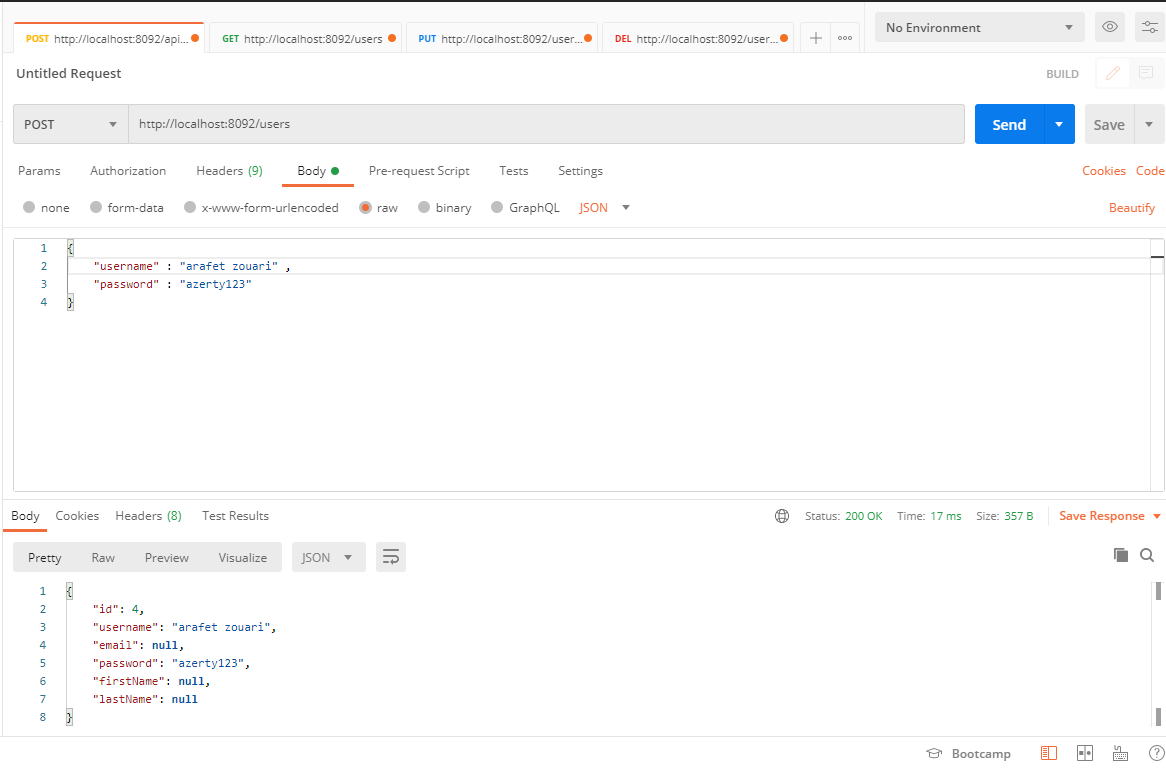 POST http://localhost:8092/api... GET http://localhost:8092/users PUT http://localhost:8092/user... DEL http://localhost:8092/user... No Environment
Untitled Request BUILD
POST http://localhost:8092/users Send Save
Params Authorization Headers (9) Body Pre-request Script Tests Settings Cookies Code
none form-data x-www-form-urlencoded raw binary GraphQL JSON Beautify
1 {
2 "username" : "arafet zouari" ,
3 "password" : "azerty123"
4 }
Body Cookies Headers (8) Test Results Status: 200 OK Time: 17 ms Size: 357 B Save Response
Pretty Raw Preview Visualize JSON
1 {
2 "id": 4,
3 "username": "arafet zouari",
4 "email": null,
5 "password": "azerty123",
6 "firstName": null,
7 "lastName": null
8 }
Bootcamp